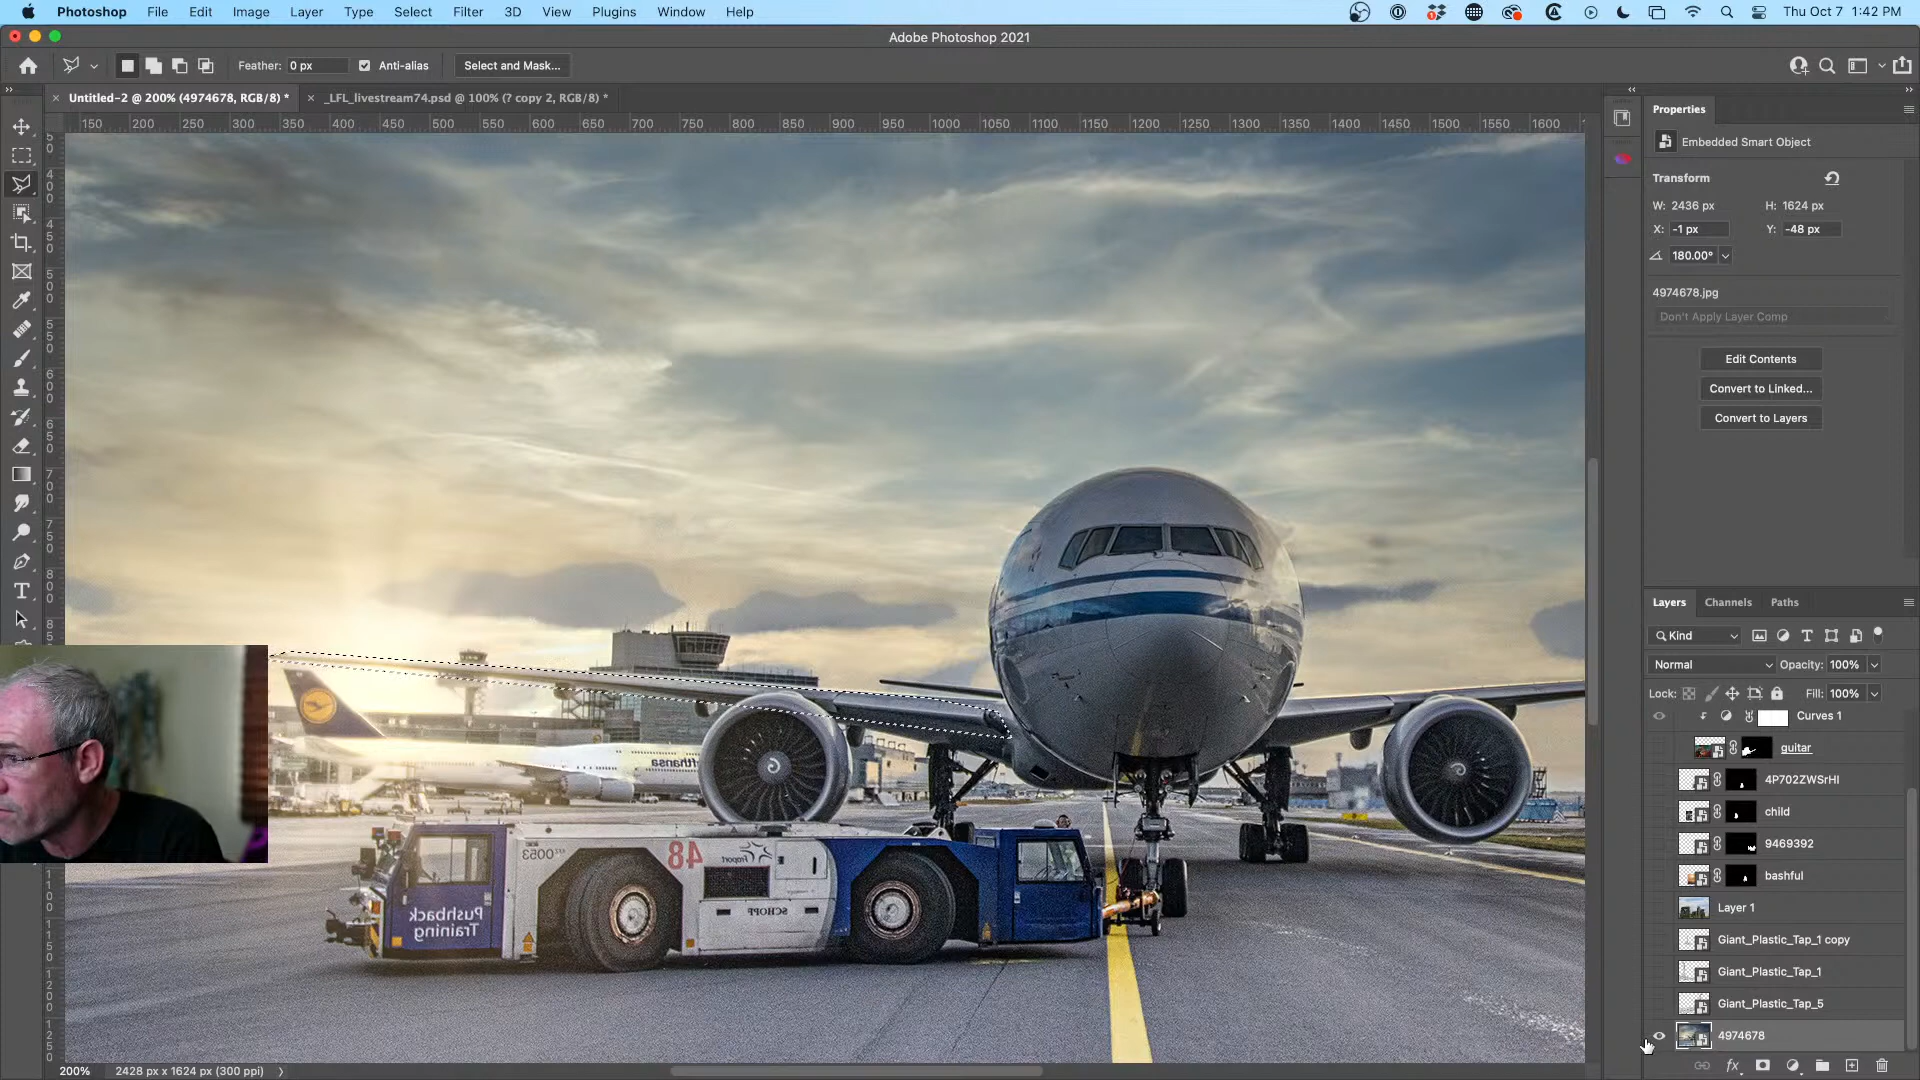 Photoshop File Edit Image Layer Type Select Filter 3D View Plugins Window Help Thu Oct 7 1:42 PM
Adobe Photoshop 2021
Feather: 0 px Anti-alias Select and Mask...
Untitled-2 @ 200% (4974678, RGB/8) * _LFL_livestream74.psd @ 100% (? copy 2, RGB/8) *
150 200 250 300 350 400 450 500 550 600 650 700 750 800 850 900 950 1000 1050 1100 1150 1200 1250 1300 1350 1400 1450 1500 1550 1600
Properties
Embedded Smart Object
Transform
W: 2436 px H: 1624 px
X: -1 px Y: -48 px
180.00°
4974678.jpg
Don't Apply Layer Comp
Edit Contents
Convert to Linked...
Convert to Layers
Layers Channels Paths
Kind
Normal Opacity: 100%
Lock: Fill: 100%
Curves 1
guitar
4P702ZWSrHI
child
9469392
bashful
Layer 1
Giant_Plastic_Tap_1 copy
Giant_Plastic_Tap_1
Giant_Plastic_Tap_5
4974678
Lufthansa
48
0053
Fraport
SCHOPF
Pushback
Training
200% 2428 px x 1624 px (300 ppi)